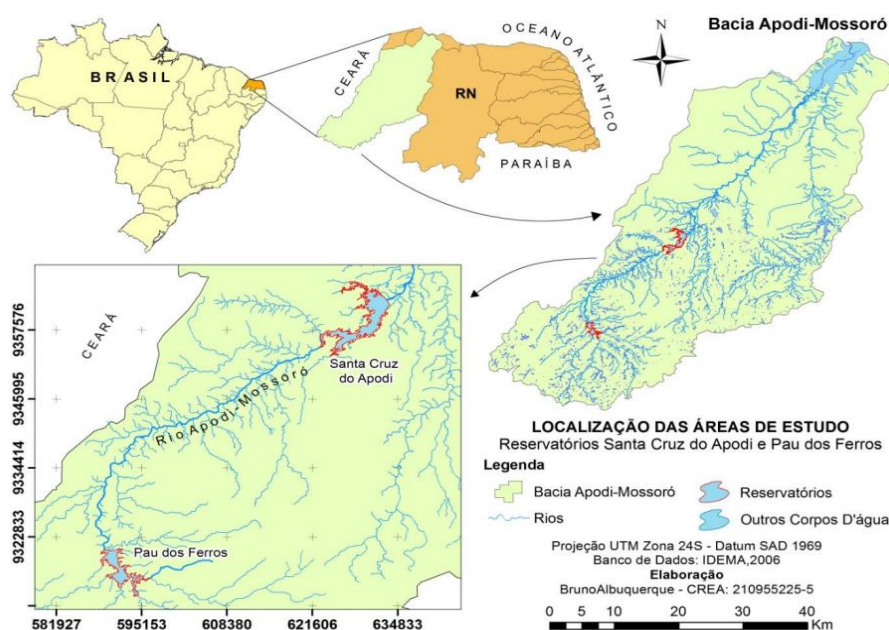 Bacia Apodi-Mossoró
BRASIL
CEARÁ
OCEANO ATLÂNTICO
RN
PARAÍBA
N
CEARÁ
Santa Cruz
do Apodi
Rio Apodi-Mossoró
Pau dos Ferros
9357576
9345995
9334414
9322833
581927
595153
608380
621606
634833
LOCALIZAÇÃO DAS ÁREAS DE ESTUDO
Reservatórios Santa Cruz do Apodi e Pau dos Ferros
Legenda
Bacia Apodi-Mossoró
Reservatórios
Rios
Outros Corpos D'água
Projeção UTM Zona 24S - Datum SAD 1969
Banco de Dados: IDEMA,2006
Elaboração
BrunoAlbuquerque - CREA: 210955225-5
0 5 10 20 30 40
Km